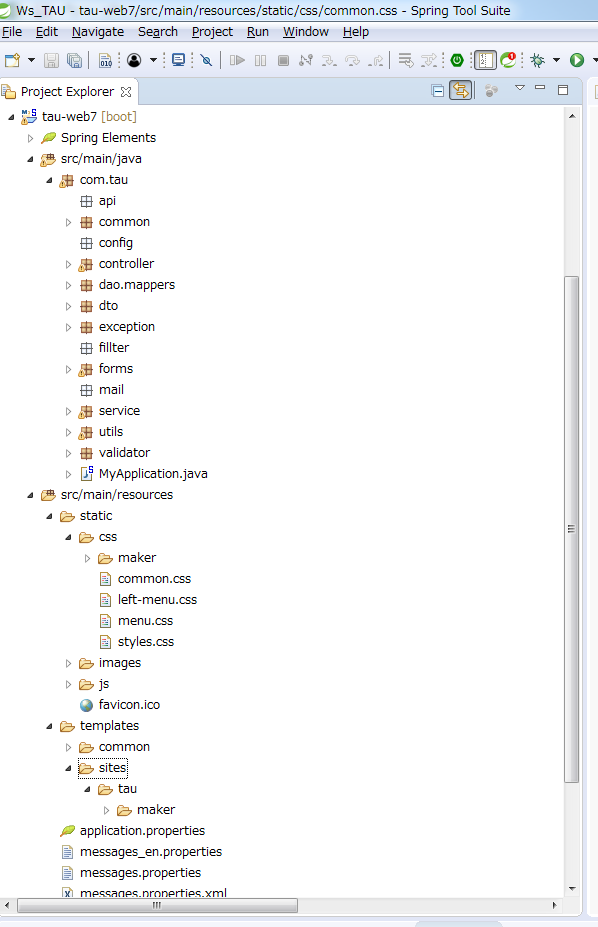 Ws_TAU - tau-web7/src/main/resources/static/css/common.css - Spring Tool Suite
File Edit Navigate Search Project Run Window Help
Project Explorer
tau-web7 [boot]
Spring Elements
src/main/java
com.tau
api
common
config
controller
dao.mappers
dto
exception
fillter
forms
mail
service
utils
validator
MyApplication.java
src/main/resources
static
css
maker
common.css
left-menu.css
menu.css
styles.css
images
js
favicon.ico
templates
common
sites
tau
maker
application.properties
messages_en.properties
messages.properties
messages.properties.xml